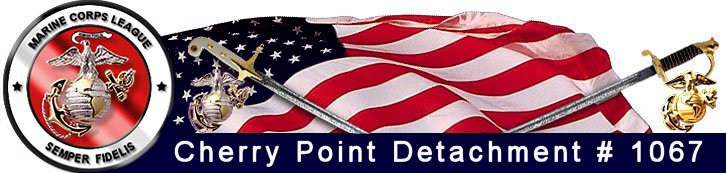 MARINE CORPS LEAGUE
SEMPER FIDELIS
Cherry Point Detachment # 1067